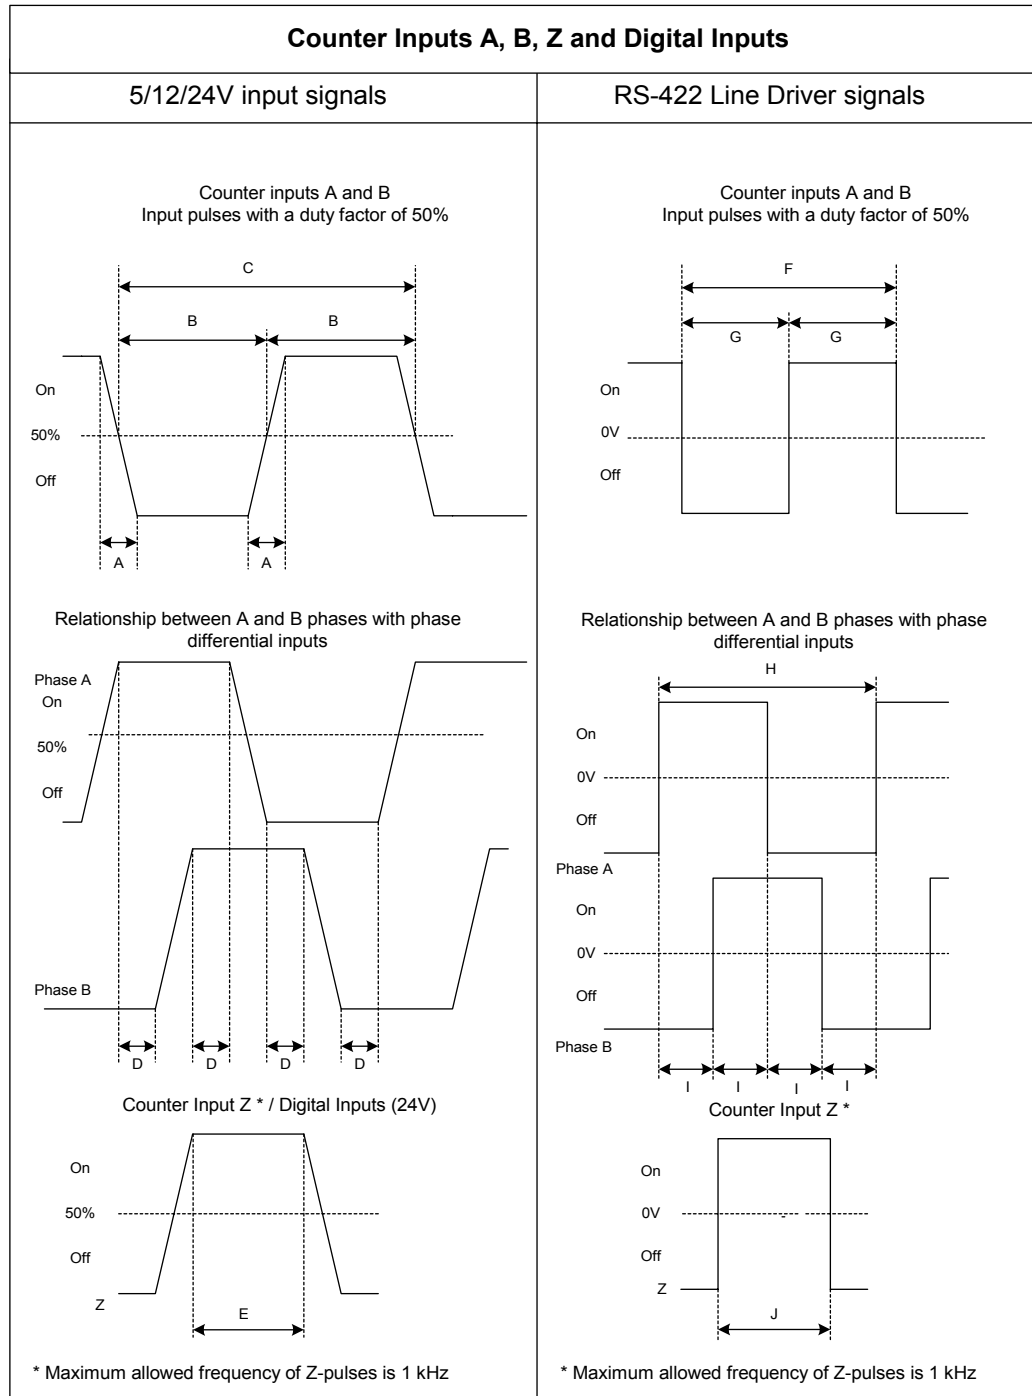 Counter Inputs A, B, Z and Digital Inputs
5/12/24V input signals
RS-422 Line Driver signals
Counter inputs A and B
Input pulses with a duty factor of 50%
C
B B
On
50%
Off
A A
Relationship between A and B phases with phase
differential inputs
Phase A
On
50%
Off
Phase B
D D D D
Counter Input Z * / Digital Inputs (24V)
On
50%
Off
Z
E
* Maximum allowed frequency of Z-pulses is 1 kHz
Counter inputs A and B
Input pulses with a duty factor of 50%
F
G G
On
0V
Off
Relationship between A and B phases with phase
differential inputs
H
On
0V
Off
Phase A
On
0V
Off
Phase B
I I I I
Counter Input Z *
On
0V
Off
Z
J
* Maximum allowed frequency of Z-pulses is 1 kHz